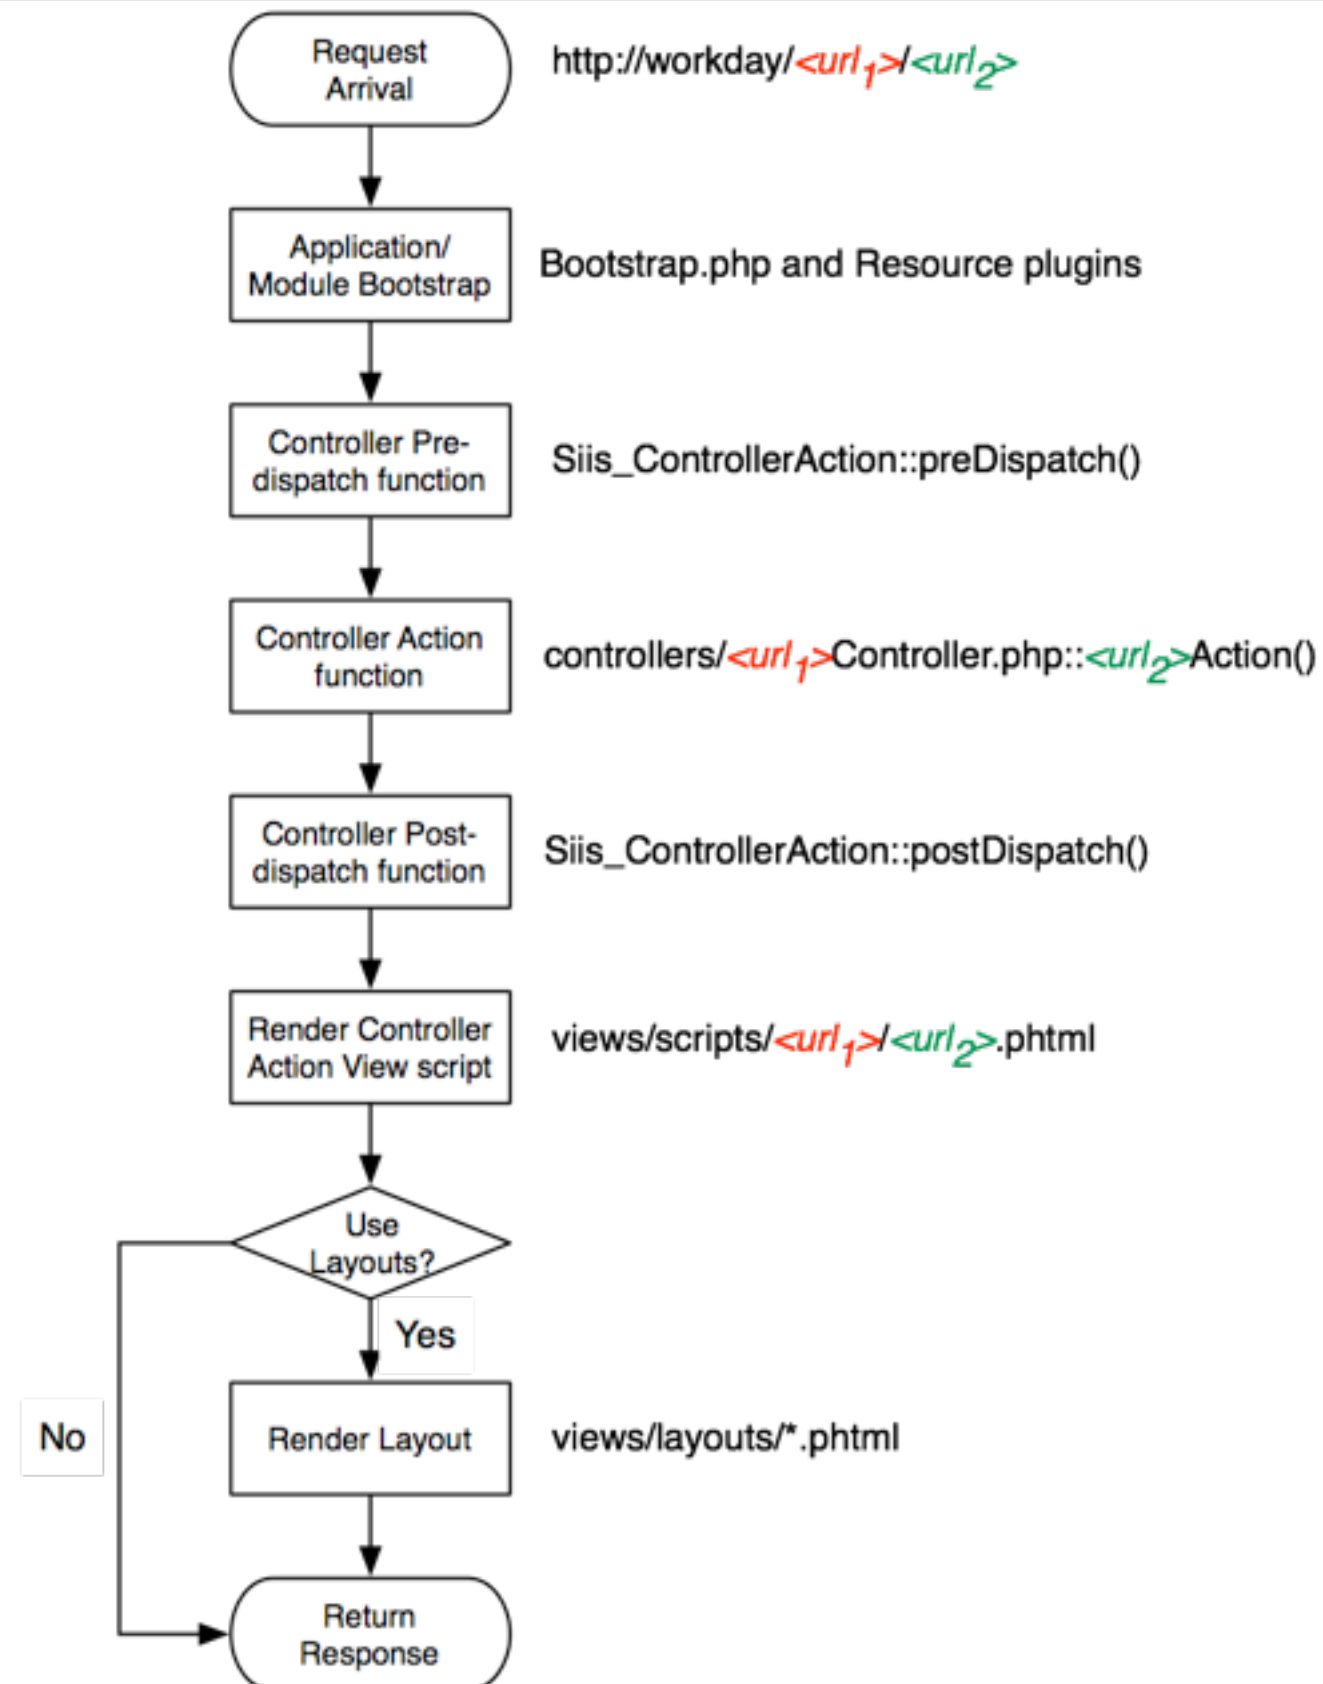 Request
Arrival
http://workday/<url1>/<url2>
Application/
Module Bootstrap
Bootstrap.php and Resource plugins
Controller Pre-
dispatch function
Siis_ControllerAction::preDispatch()
Controller Action
function
controllers/<url1>Controller.php::<url2>Action()
Controller Post-
dispatch function
Siis_ControllerAction::postDispatch()
Render Controller
Action View script
views/scripts/<url1>/<url2>.phtml
Use
Layouts?
Yes
No
Render Layout
views/layouts/*.phtml
Return
Response